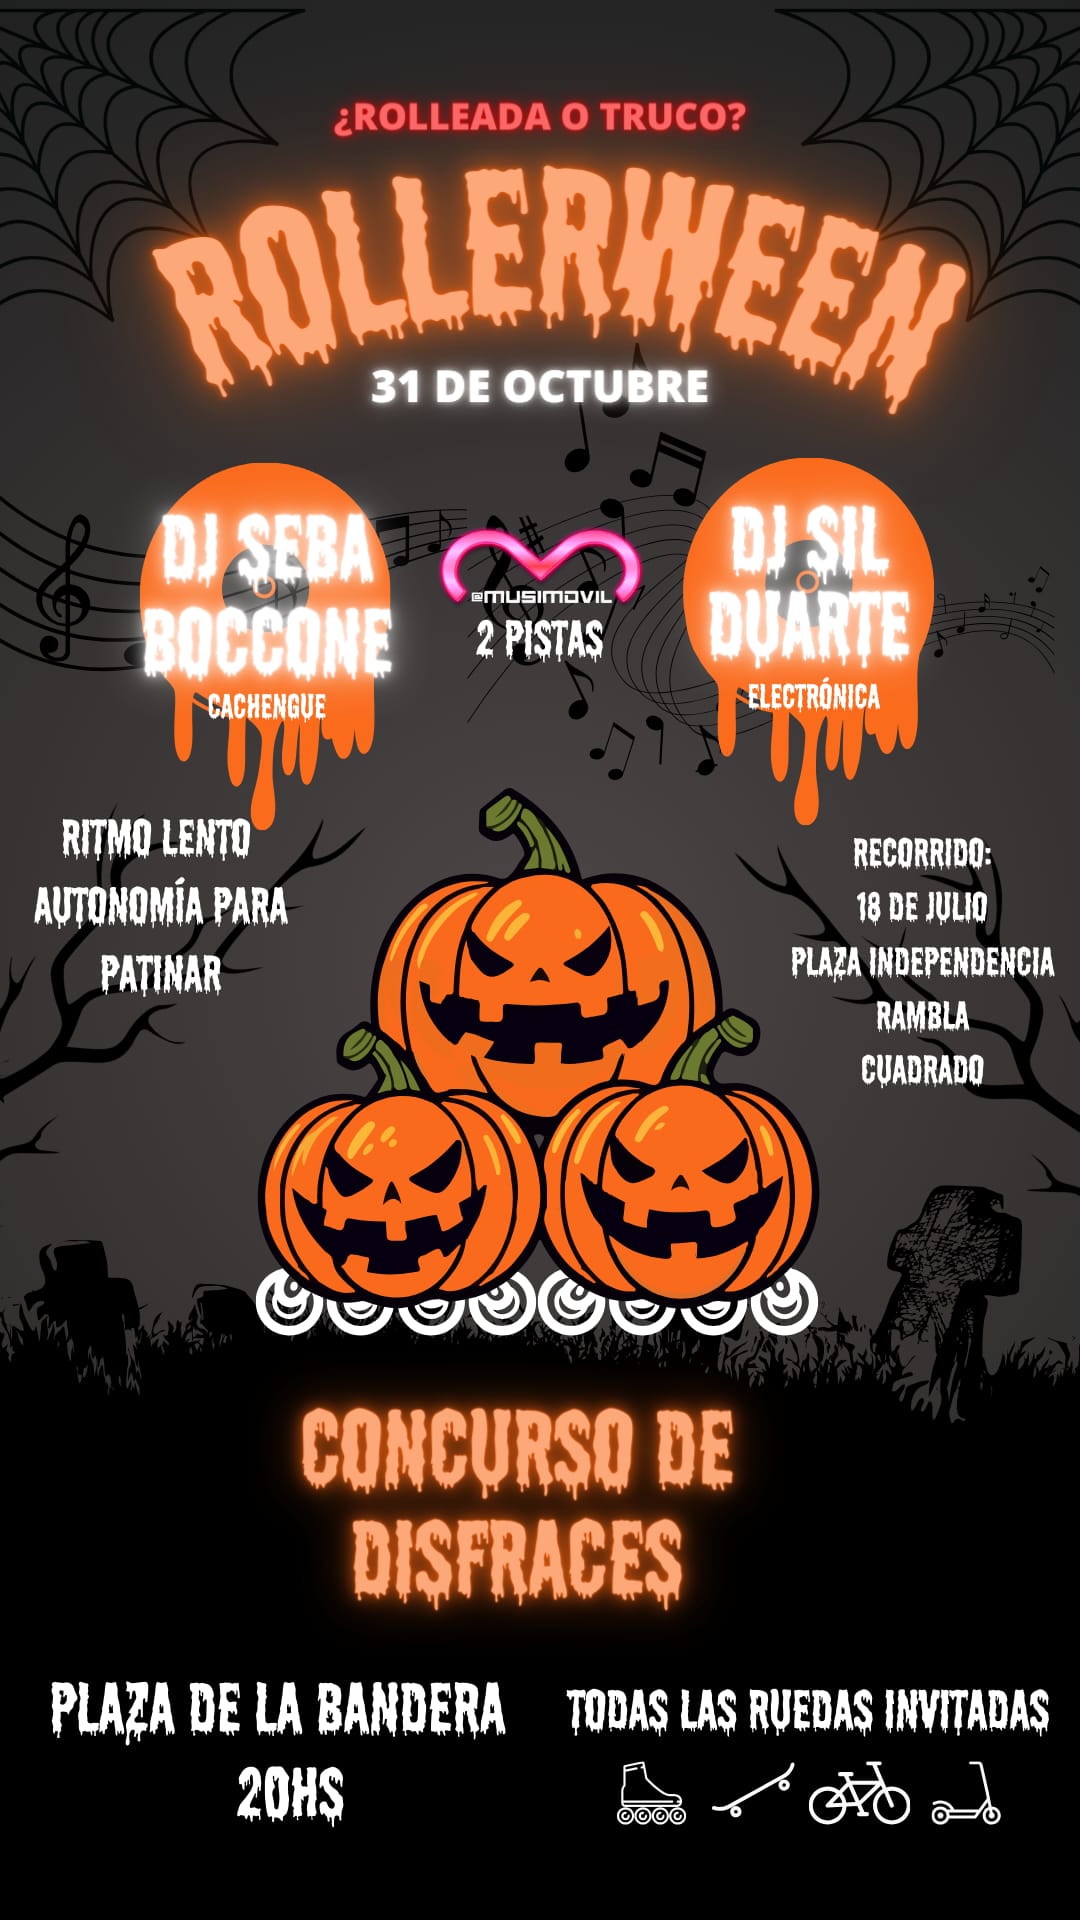 ¿ROLLEADA O TRUCO?
ROLLERWEEN
31 DE OCTUBRE
DJ SEBA
BOCCONE
CACHENGUE
@MUSIMOVIL
2 PISTAS
DJ SIL
DUARTE
ELECTRÓNICA
RITMO LENTO
AUTONOMÍA PARA
PATINAR
RECORRIDO:
18 DE JULIO
PLAZA INDEPENDENCIA
RAMBLA
CUADRADO
CONCURSO DE
DISFRACES
PLAZA DE LA BANDERA
20HS
TODAS LAS RUEDAS INVITADAS